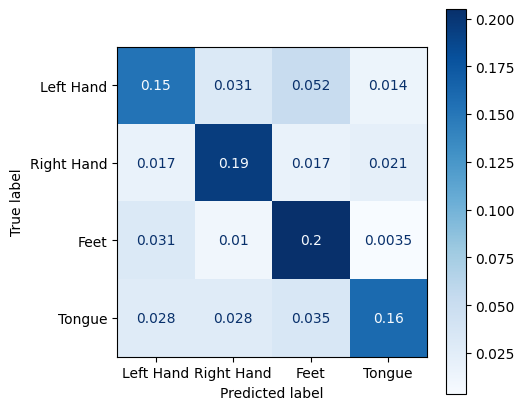 0.200
0.175
0.150
0.125
0.100
0.075
0.050
0.025
True label
Left Hand 0.15 0.031 0.052 0.014
Right Hand 0.017 0.19 0.017 0.021
Feet 0.031 0.01 0.2 0.0035
Tongue 0.028 0.028 0.035 0.16
Left Hand Right Hand Feet Tongue
Predicted label